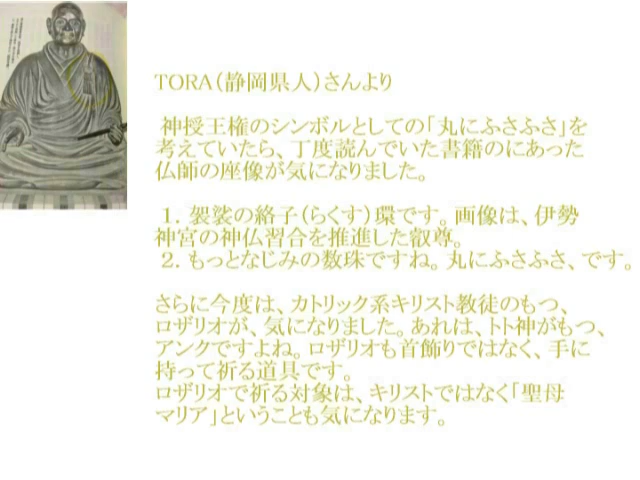 TORA（静岡県人）さんより
神授王権のシンボルとしての「丸にふさふさ」を
考えていたら、丁度読んでいた書籍のにあった
仏師の座像が気になりました。
１．袈裟の絡子（らくす）環です。画像は、伊勢
神宮の神仏習合を推進した叡尊。
２．もっとなじみの数珠ですね。丸にふさふさ、です。
さらに今度は、カトリック系キリスト教徒のもつ、
ロザリオが、気になりました。あれは、トト神がもつ、
アンクですよね。ロザリオも首飾りではなく、手に
持って祈る道具です。
ロザリオで祈る対象は、キリストではなく「聖母
マリア」ということも気になります。